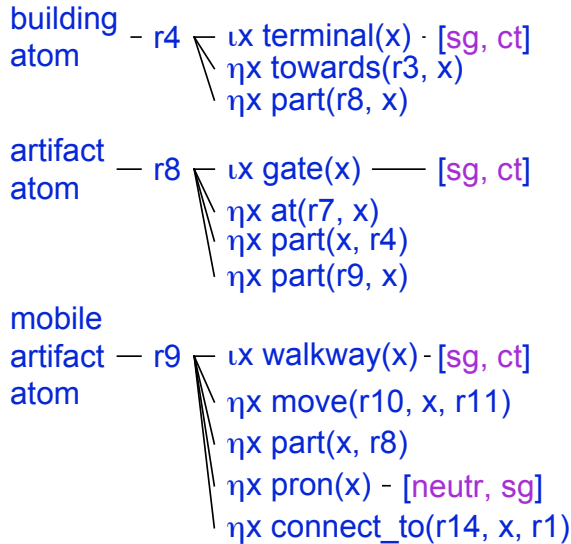 building
atom
r4
ιx terminal(x) - [sg, ct]
ηx towards(r3, x)
ηx part(r8, x)
artifact
atom
r8
ιx gate(x) [sg, ct]
ηx at(r7, x)
ηx part(x, r4)
ηx part(r9, x)
mobile
artifact
atom
r9
ιx walkway(x) - [sg, ct]
ηx move(r10, x, r11)
ηx part(x, r8)
ηx pron(x) - [neutr, sg]
ηx connect_to(r14, x, r1)